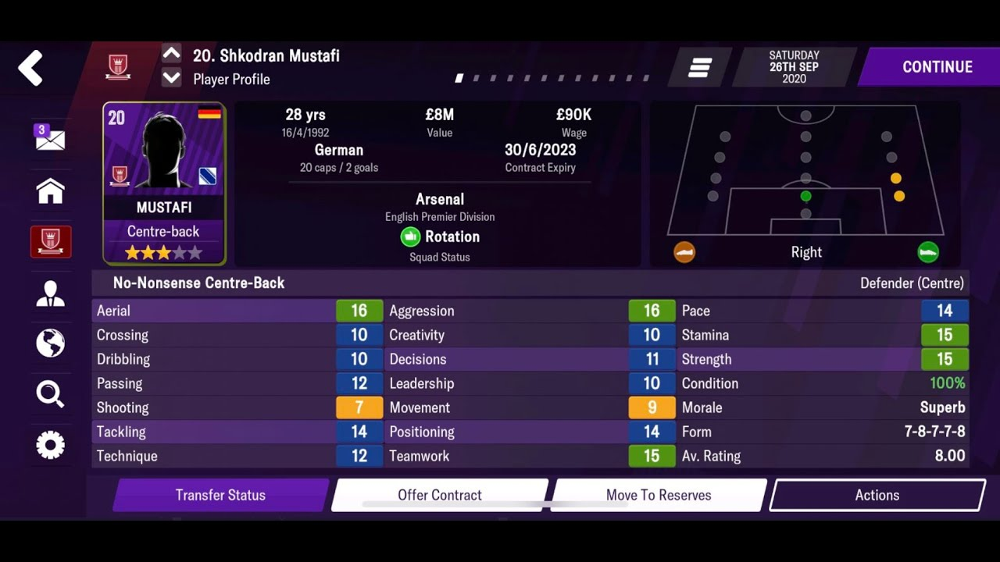 20. Shkodran Mustafi
Player Profile
SATURDAY
26TH SEP
2020
CONTINUE
3
20
MUSTAFI
Centre-back
28 yrs £8M £90K
16/4/1992 Value Wage
German 30/6/2023
20 caps / 2 goals Contract Expiry
Arsenal
English Premier Division
Rotation
Squad Status
Right
No-Nonsense Centre-Back Defender (Centre)
Aerial 16 Aggression 16 Pace 14
Crossing 10 Creativity 10 Stamina 15
Dribbling 10 Decisions 11 Strength 15
Passing 12 Leadership 10 Condition 100%
Shooting 7 Movement 9 Morale Superb
Tackling 14 Positioning 14 Form 7-8-7-7-8
Technique 12 Teamwork 15 Av. Rating 8.00
Transfer Status Offer Contract Move To Reserves Actions